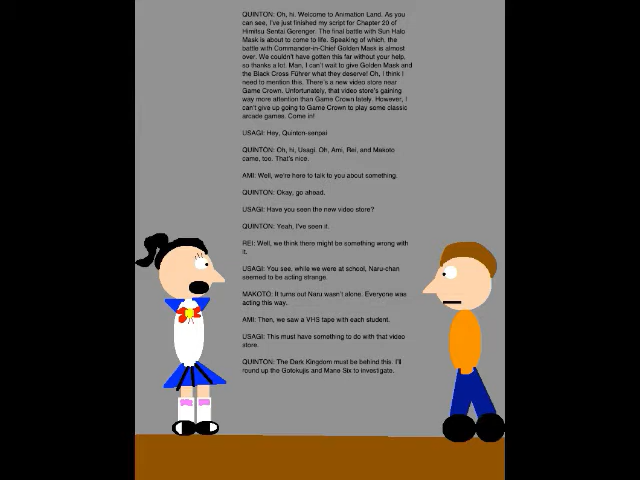 QUINTON: Oh, hi. Welcome to Animation Land. As you
can see, I've just finished my script for Chapter 20 of
Himitsu Sentai Gorenger. The final battle with Sun Halo
Mask is about to come to life. Speaking of which, the
battle with Commander-in-Chief Golden Mask is almost
over. We couldn't have gotten this far without your help,
so thanks a lot. Man, I can't wait to give Golden Mask and
the Black Cross Führer what they deserve! Oh, I think I
need to mention this. There's a new video store near
Game Crown. Unfortunately, that video store's gaining
way more attention than Game Crown lately. However, I
can't give up going to Game Crown to play some classic
arcade games. Come in!
USAGI: Hey, Quinton-senpai
QUINTON: Oh, hi, Usagi. Oh, Ami, Rei, and Makoto
came, too. That's nice.
AMI: Well, we're here to talk to you about something.
QUINTON: Okay, go ahead.
USAGI: Have you seen the new video store?
QUINTON: Yeah, I've seen it.
REI: Well, we think there might be something wrong with
it.
USAGI: You see, while we were at school, Naru-chan
seemed to be acting strange.
MAKOTO: It turns out Naru wasn't alone. Everyone was
acting this way.
AMI: Then, we saw a VHS tape with each student.
USAGI: This must have something to do with that video
store.
QUINTON: The Dark Kingdom must be behind this. I'll
round up the Gotokujis and Mane Six to investigate.